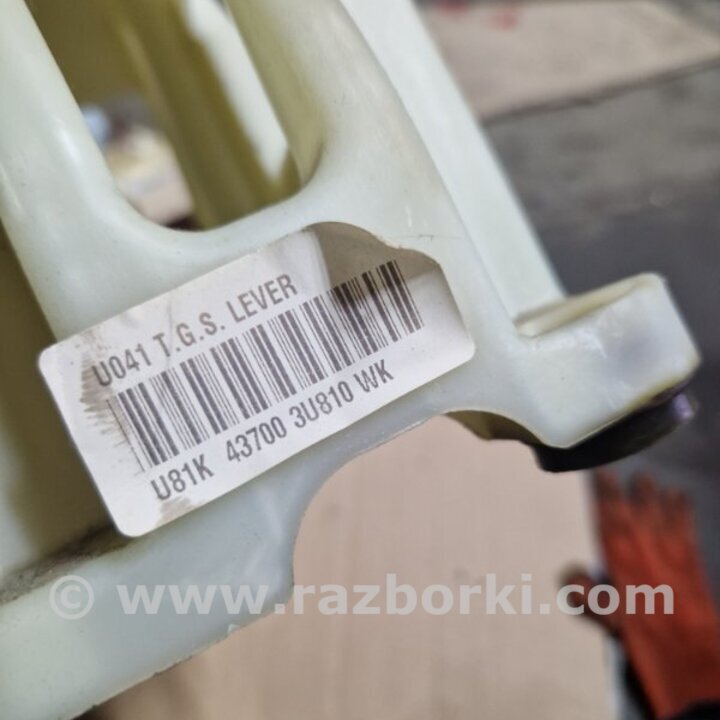 U041 T.G.S. LEVER
U81K 43700 3U810 WK
© www.razborki.com